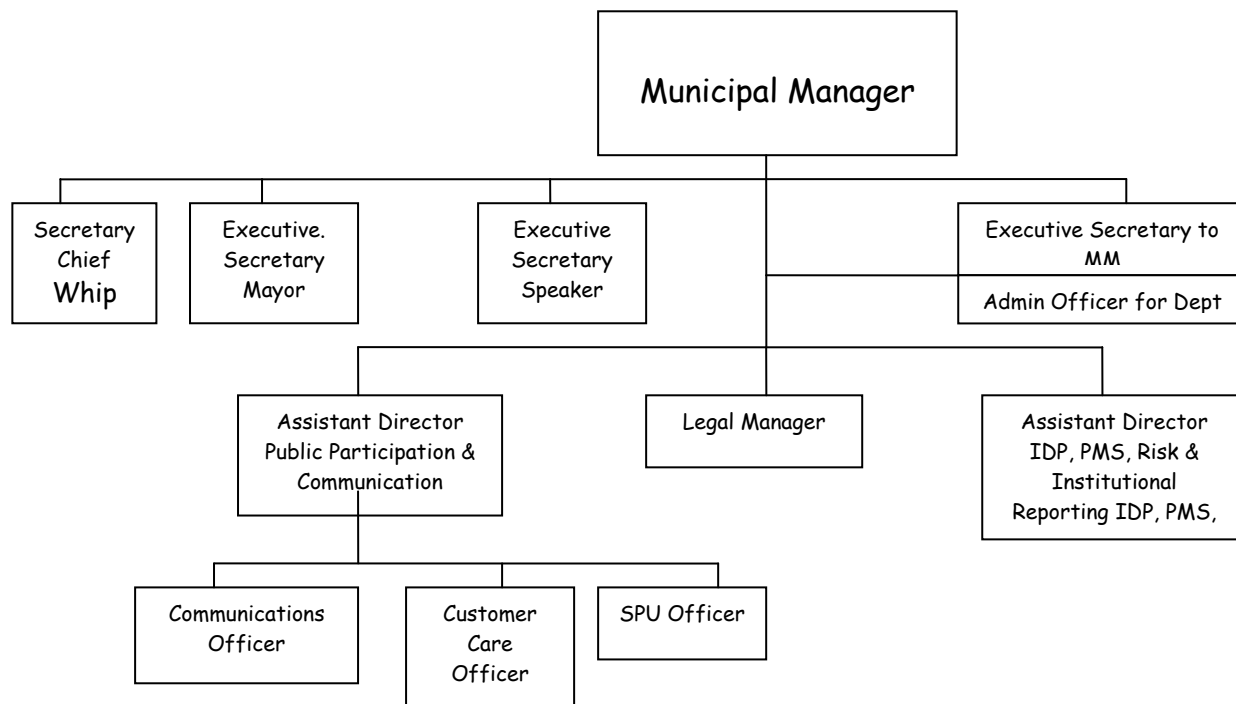 Municipal Manager
Secretary
Chief
Whip
Executive.
Secretary
Mayor
Executive
Secretary
Speaker
Executive Secretary to
MM
Admin Officer for Dept
Assistant Director
Public Participation &
Communication
Legal Manager
Assistant Director
IDP, PMS, Risk &
Institutional
Reporting IDP, PMS,
Communications
Officer
Customer
Care
Officer
SPU Officer